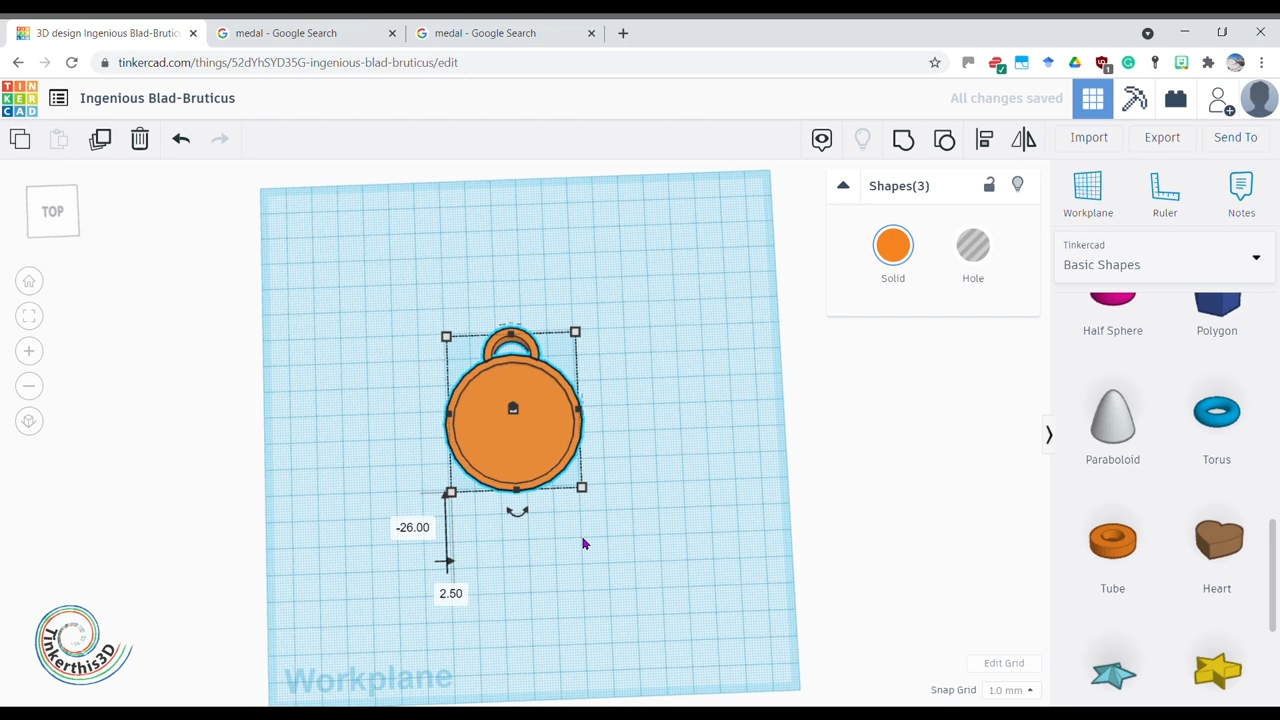 3D design Ingenious Blad-Brutic
medal - Google Search
medal - Google Search
tinkercad.com/things/52dYhSYD35G-ingenious-blad-bruticus/edit
1
TIN
KER
CAD
Ingenious Blad-Bruticus
All changes saved
Import
Export
Send To
TOP
Shapes(3)
Solid
Hole
Workplane
Ruler
Notes
Tinkercad
Basic Shapes
Half Sphere
Polygon
Paraboloid
Torus
Tube
Heart
-26.00
2.50
Tinkerthis3D
Workplane
Edit Grid
Snap Grid
1.0 mm